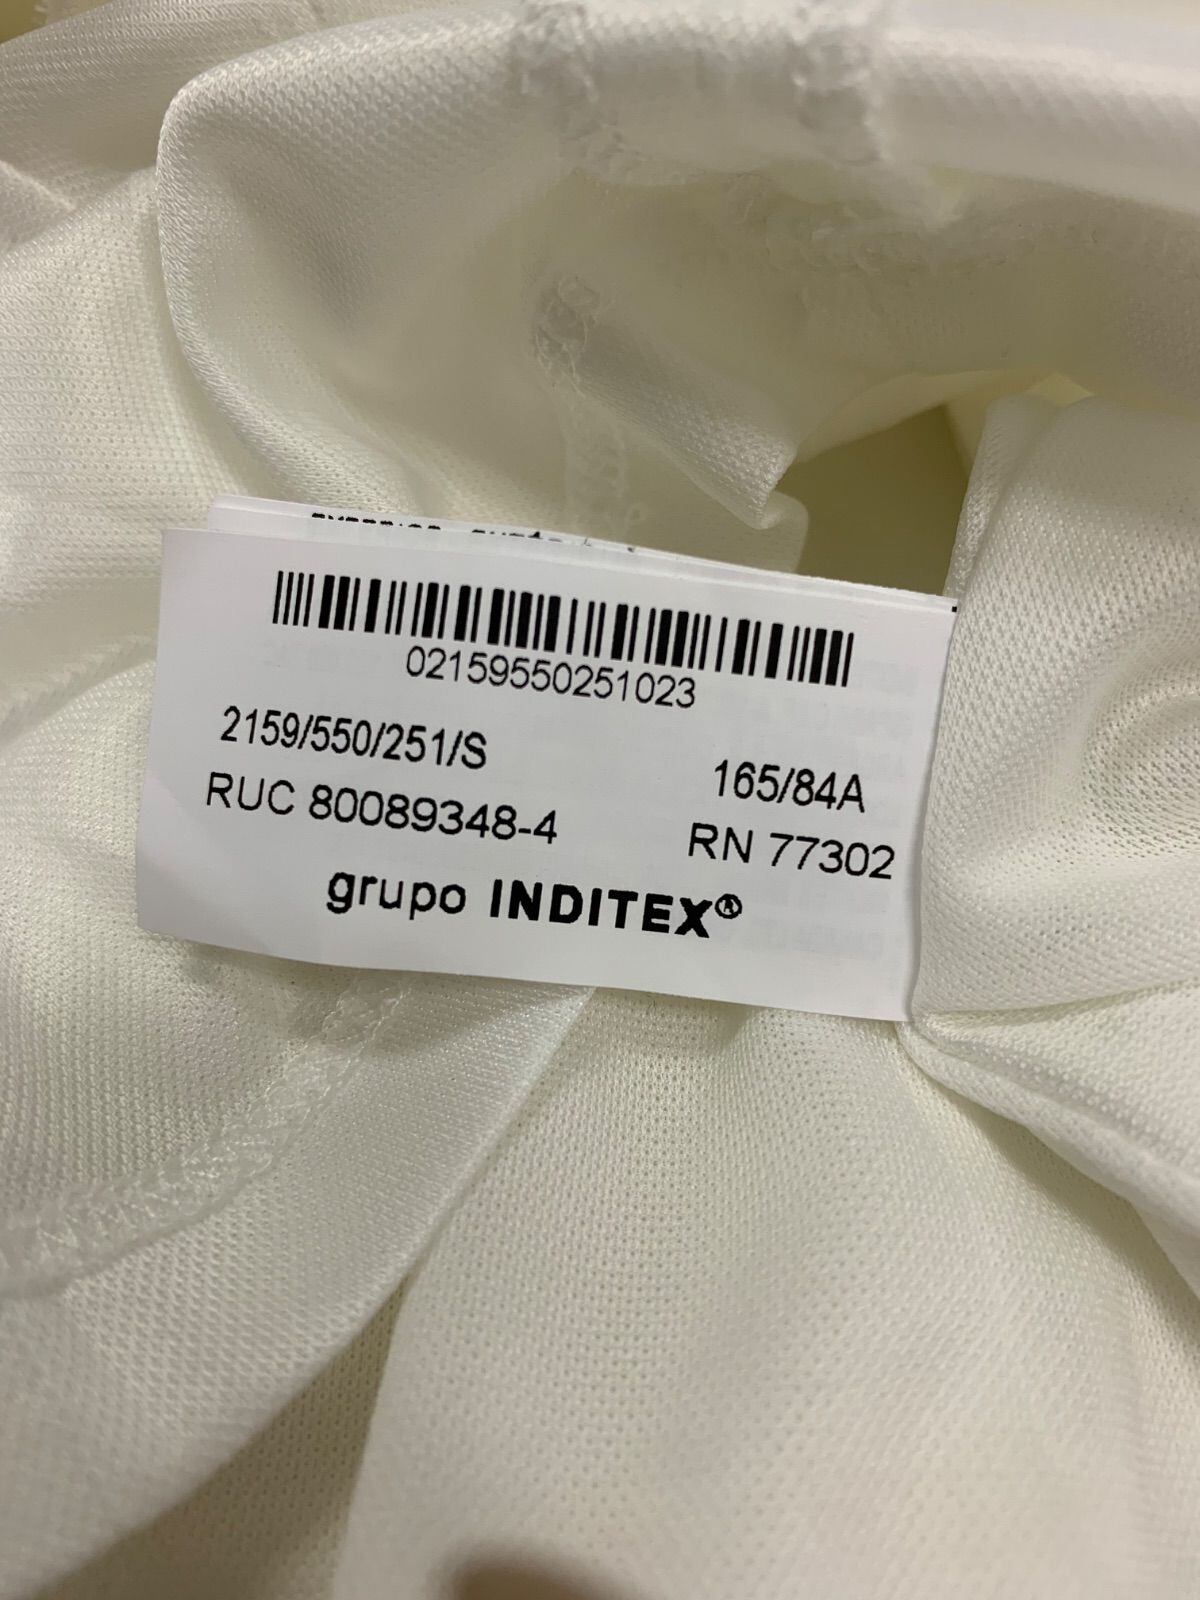 02159550251023
2159/550/251/S 165/84A
RUC 80089348-4 RN 77302
grupo INDITEX®